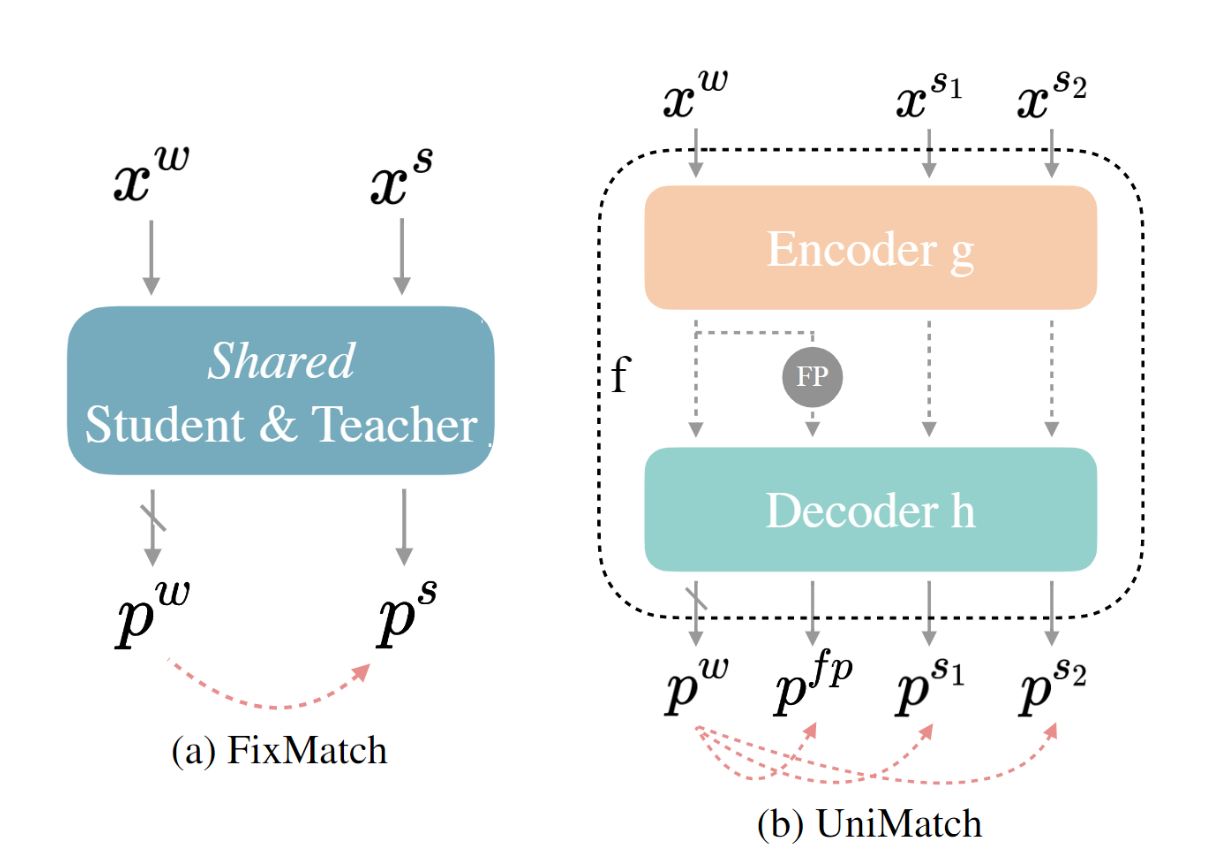 x^w x^s
Shared
Student & Teacher
p^w p^s
(a) FixMatch
x^w x^{s_1} x^{s_2}
Encoder g
FP
f
Decoder h
p^w p^{fp} p^{s_1} p^{s_2}
(b) UniMatch